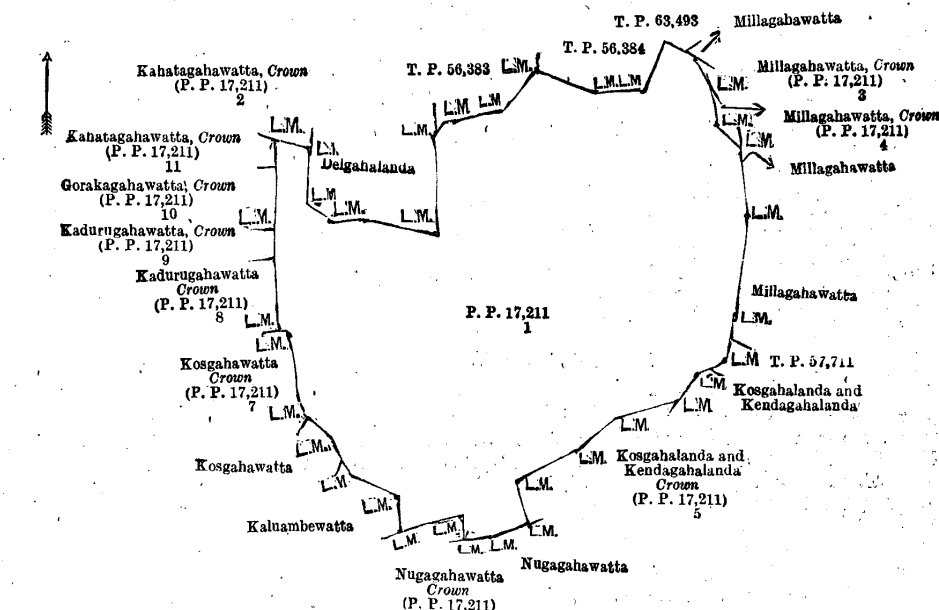 T. P. 63,493
Millagahawatta
T. P. 56,384
T. P. 56,383
L.M.
Kahatagahawatta, Crown
(P. P. 17,211)
2
Millagahawatta, Crown
(P. P. 17,211)
3
L.M.
L.M.
L.M.
L.M.
L.M.
Millagahawatta, Crown
(P. P. 17,211)
4
L.M.
L.M.
L.M.
L.M.
Kahatagahawatta, Crown
(P. P. 17,211)
11
L.M.
Delgahalanda
Millagahawatta
Gorakagahawatta, Crown
(P. P. 17,211)
10
L.M.
L.M.
L.M.
L.M.
L.M.
Kadurugahawatta, Crown
(P. P. 17,211)
9
Kadurugahawatta
Crown
(P. P. 17,211)
8
Millagahawatta
P. P. 17,211
1
L.M.
L.M.
L.M.
L.M.
T. P. 57,711
Kosgahawatta
Crown
(P. P. 17,211)
7
L.M.
Kosgahalanda and
Kendagahalanda
L.M.
L.M.
L.M.
L.M.
L.M.
Kosgahalanda and
Kendagahalanda
Crown
(P. P. 17,211)
5
Kosgahawatta
L.M.
L.M.
L.M.
Kaluambewatta
L.M.
L.M.
L.M.
L.M.
L.M.
Nugagahawatta
Nugagahawatta
Crown
(P. P. 17,211)